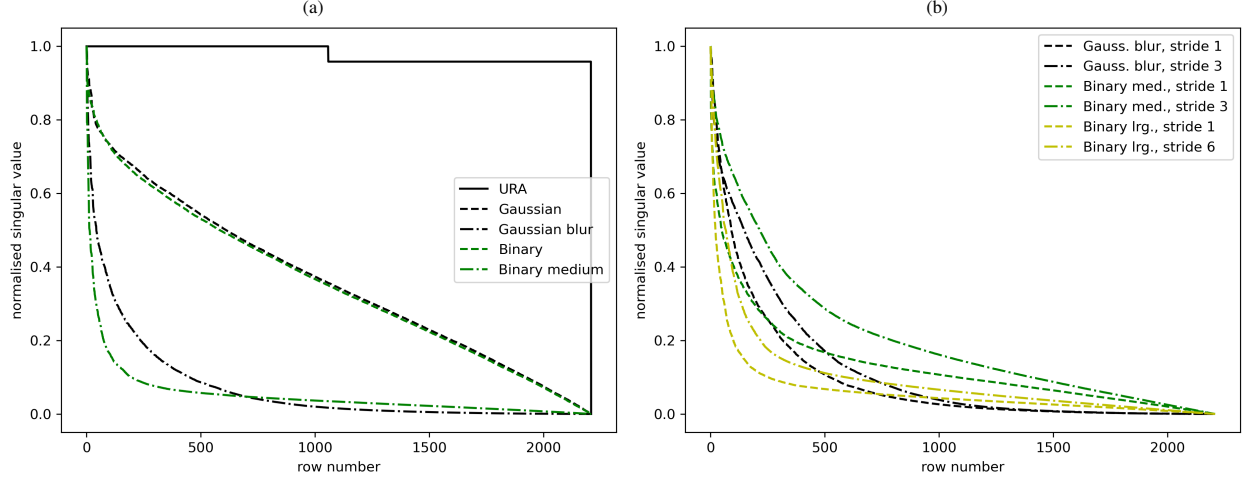 (a)
1.0
0.8
0.6
0.4
0.2
0.0
normalised singular value
0
500
1000
1500
2000
row number
URA
Gaussian
Gaussian blur
Binary
Binary medium
(b)
1.0
0.8
0.6
0.4
0.2
0.0
normalised singular value
0
500
1000
1500
2000
row number
Gauss. blur, stride 1
Gauss. blur, stride 3
Binary med., stride 1
Binary med., stride 3
Binary lrg., stride 1
Binary lrg., stride 6